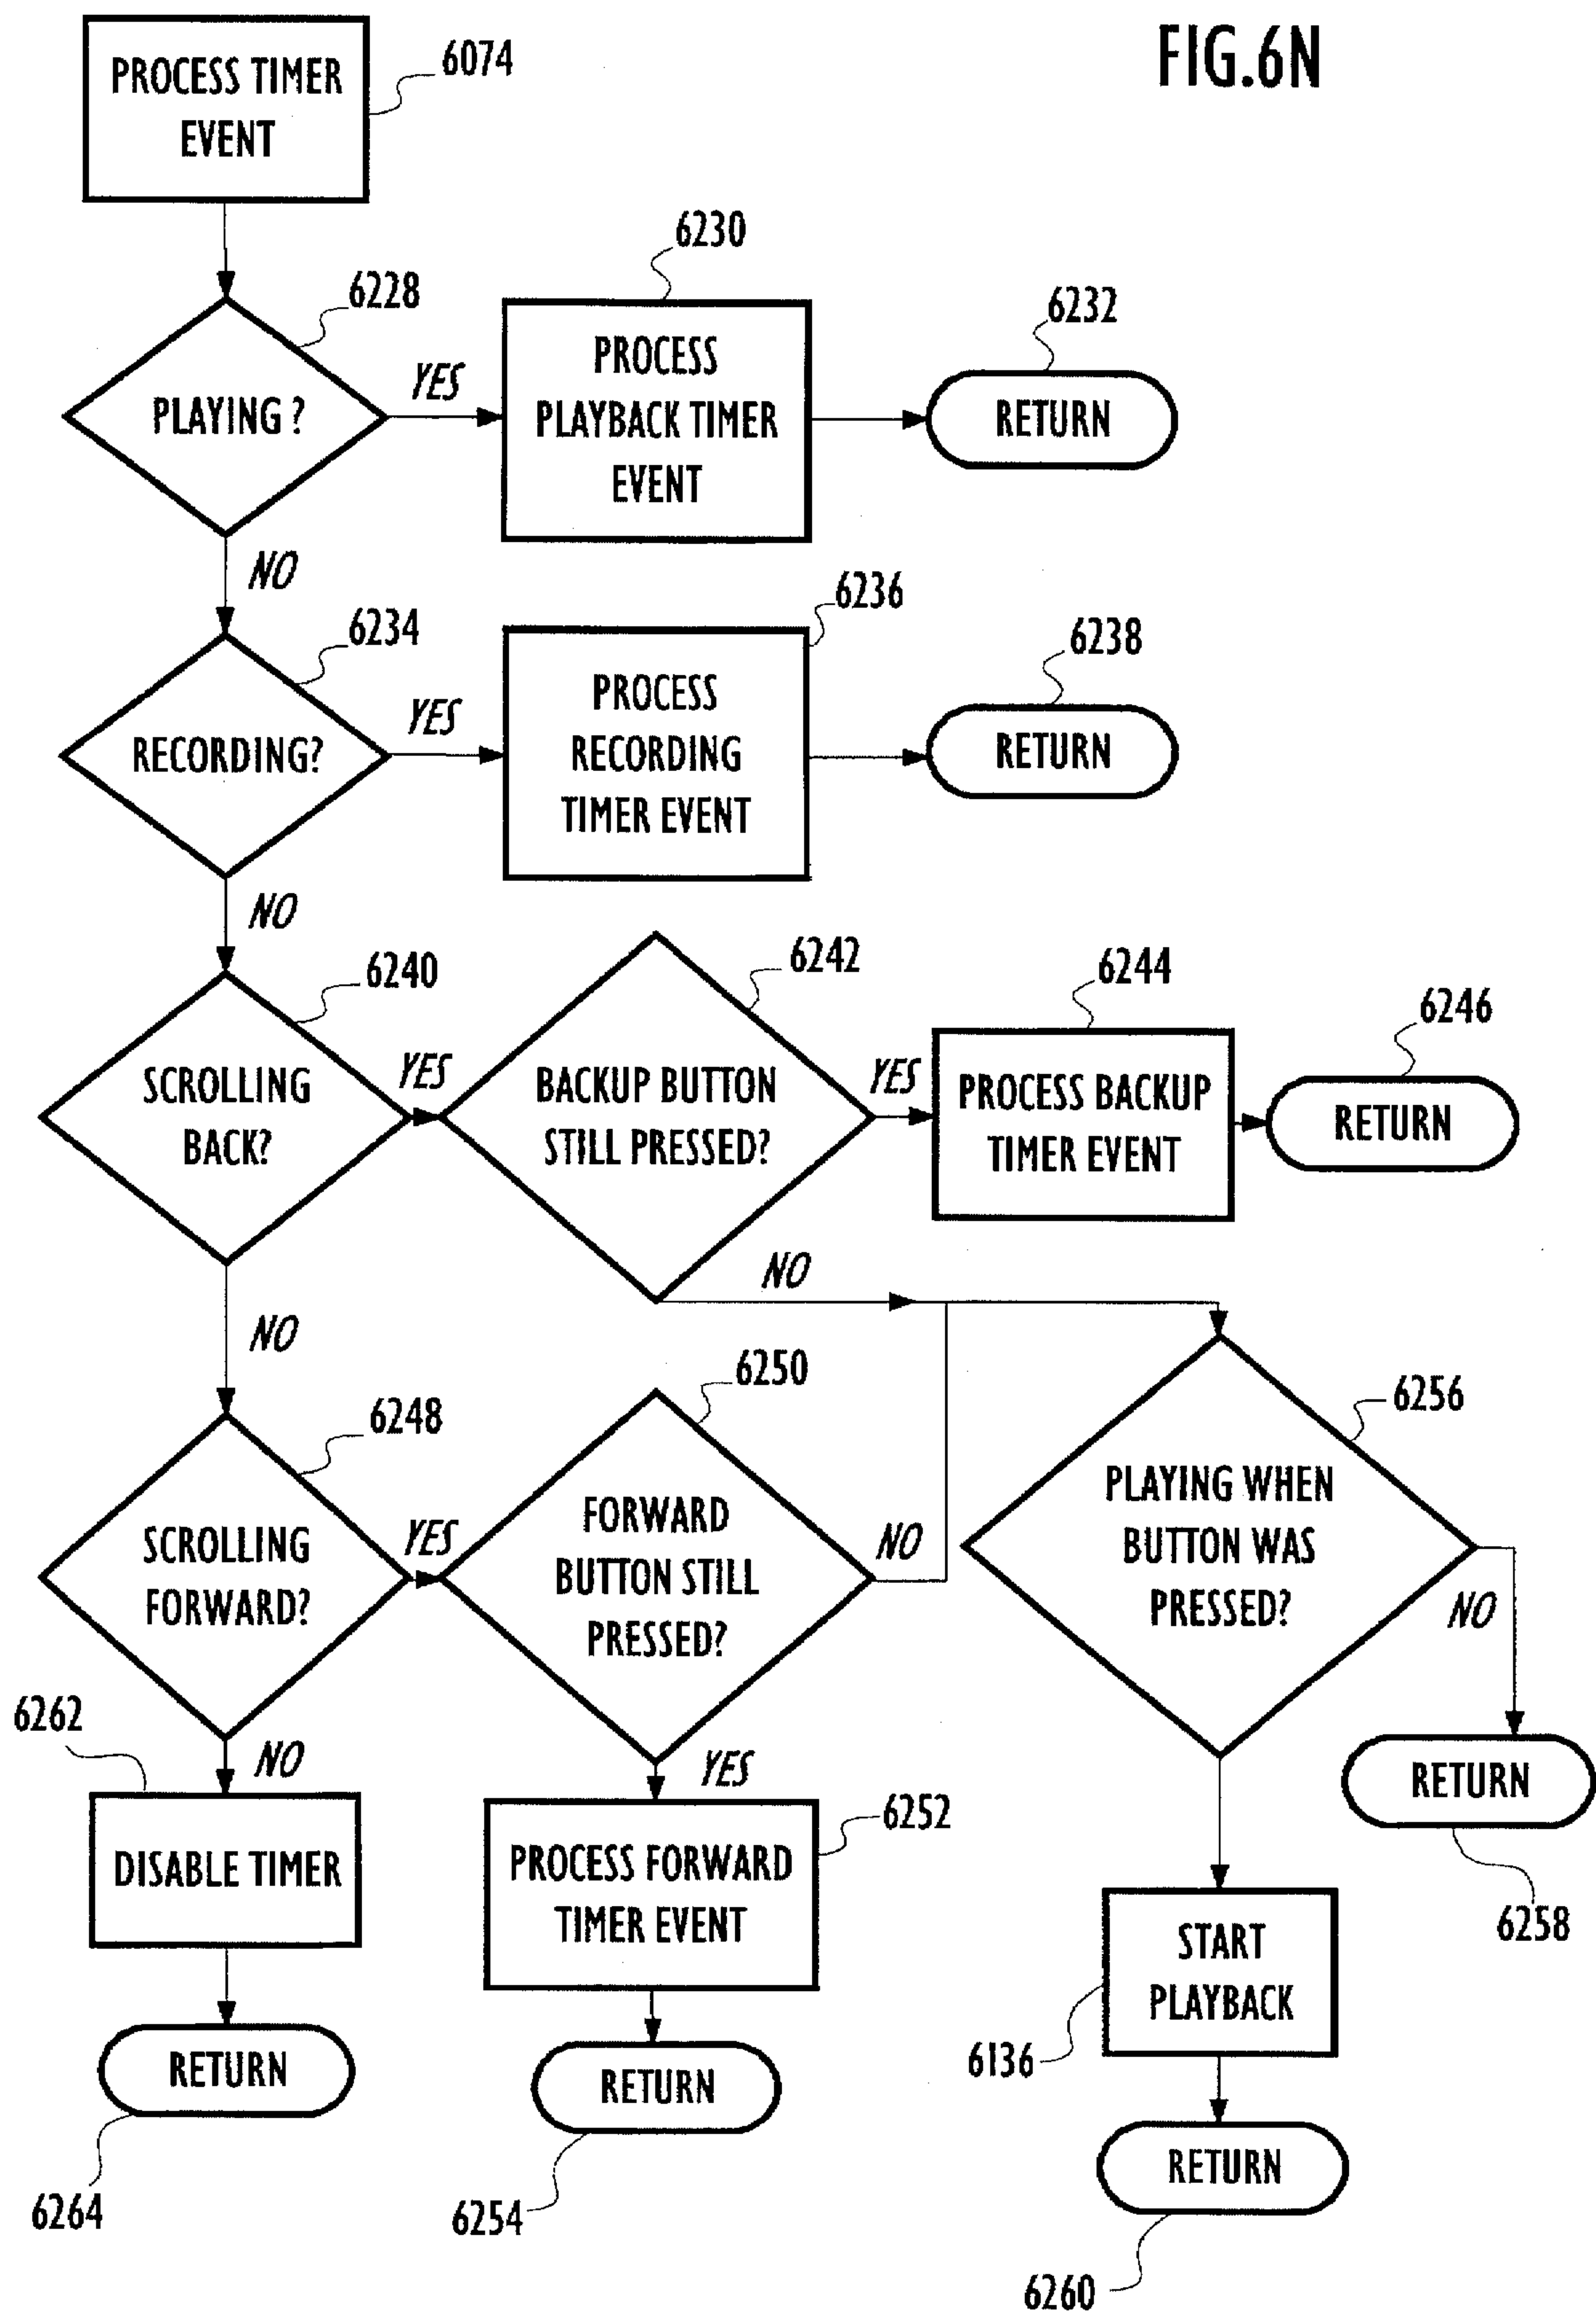 FIG.6N
PROCESS TIMER
EVENT
6074
6228
PLAYING ?
YES
NO
6230
PROCESS
PLAYBACK TIMER
EVENT
6232
RETURN
6234
RECORDING?
YES
NO
6236
PROCESS
RECORDING
TIMER EVENT
6238
RETURN
6240
SCROLLING
BACK?
YES
NO
6242
BACKUP BUTTON
STILL PRESSED?
YES
NO
6244
PROCESS BACKUP
TIMER EVENT
6246
RETURN
6248
SCROLLING
FORWARD?
YES
NO
6250
FORWARD
BUTTON STILL
PRESSED?
NO
YES
6256
PLAYING WHEN
BUTTON WAS
PRESSED?
NO
RETURN
6258
6262
DISABLE TIMER
RETURN
6264
6252
PROCESS FORWARD
TIMER EVENT
RETURN
6254
START
PLAYBACK
6136
RETURN
6260